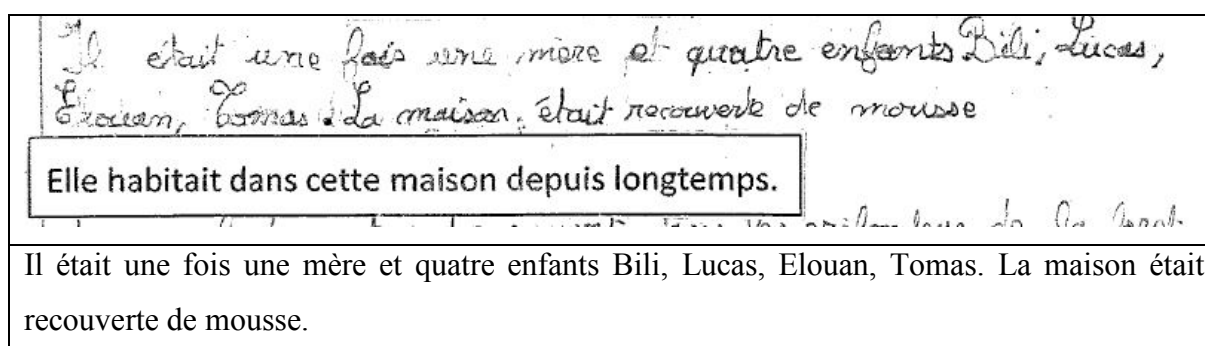 Il était une fois une mère et quatre enfants Bili, Lucas,
Elouan, Tomas. La maison. était recouverte de mousse
Elle habitait dans cette maison depuis longtemps.
de la
Il était une fois une mère et quatre enfants Bili, Lucas, Elouan, Tomas. La maison était
recouverte de mousse.